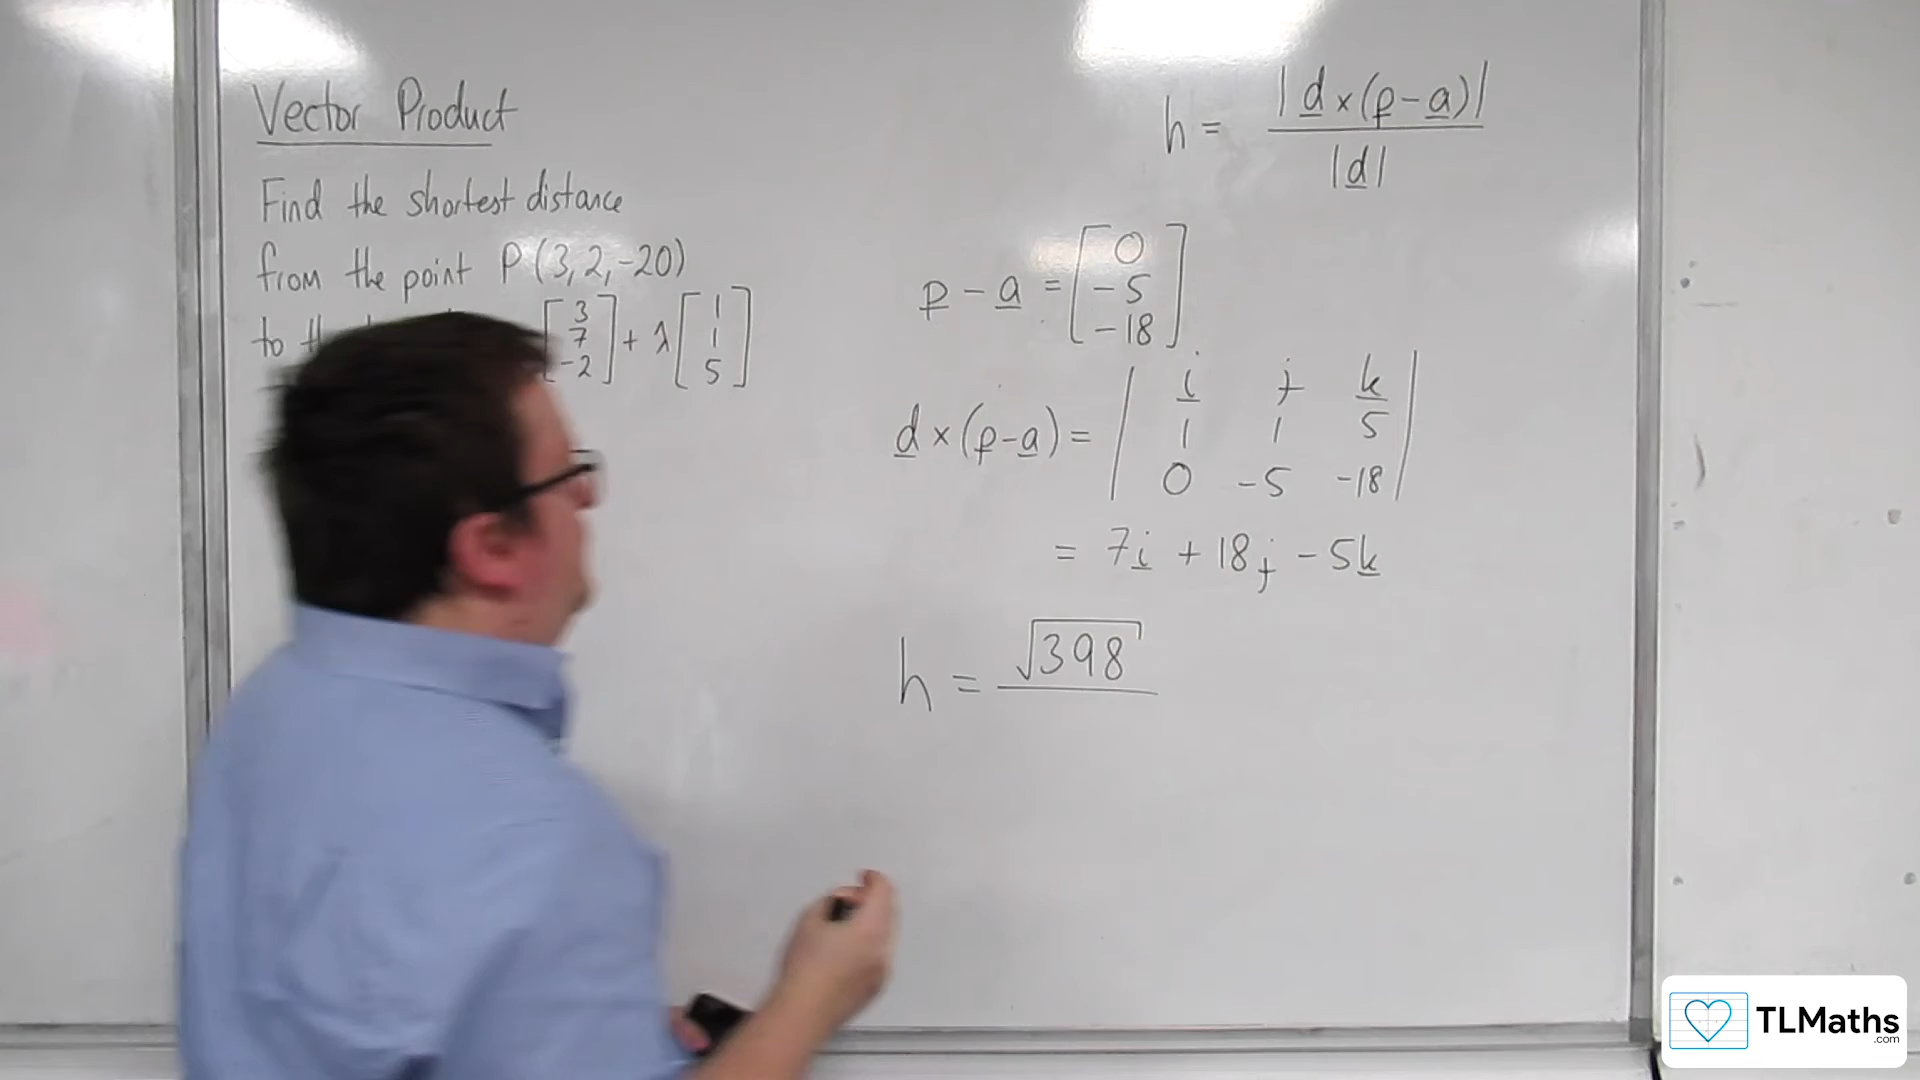 Vector Product
Find the shortest distance
from the point P(3, 2, -20)
to [3 7 -2] + λ[1 1 5]
h = |d×(p-a)| / |d|
p - a = [0 -5 -18]
d×(p-a) = | i j k
1 1 5
0 -5 -18 |
= 7i + 18j - 5k
h = √398
TLMaths
.com